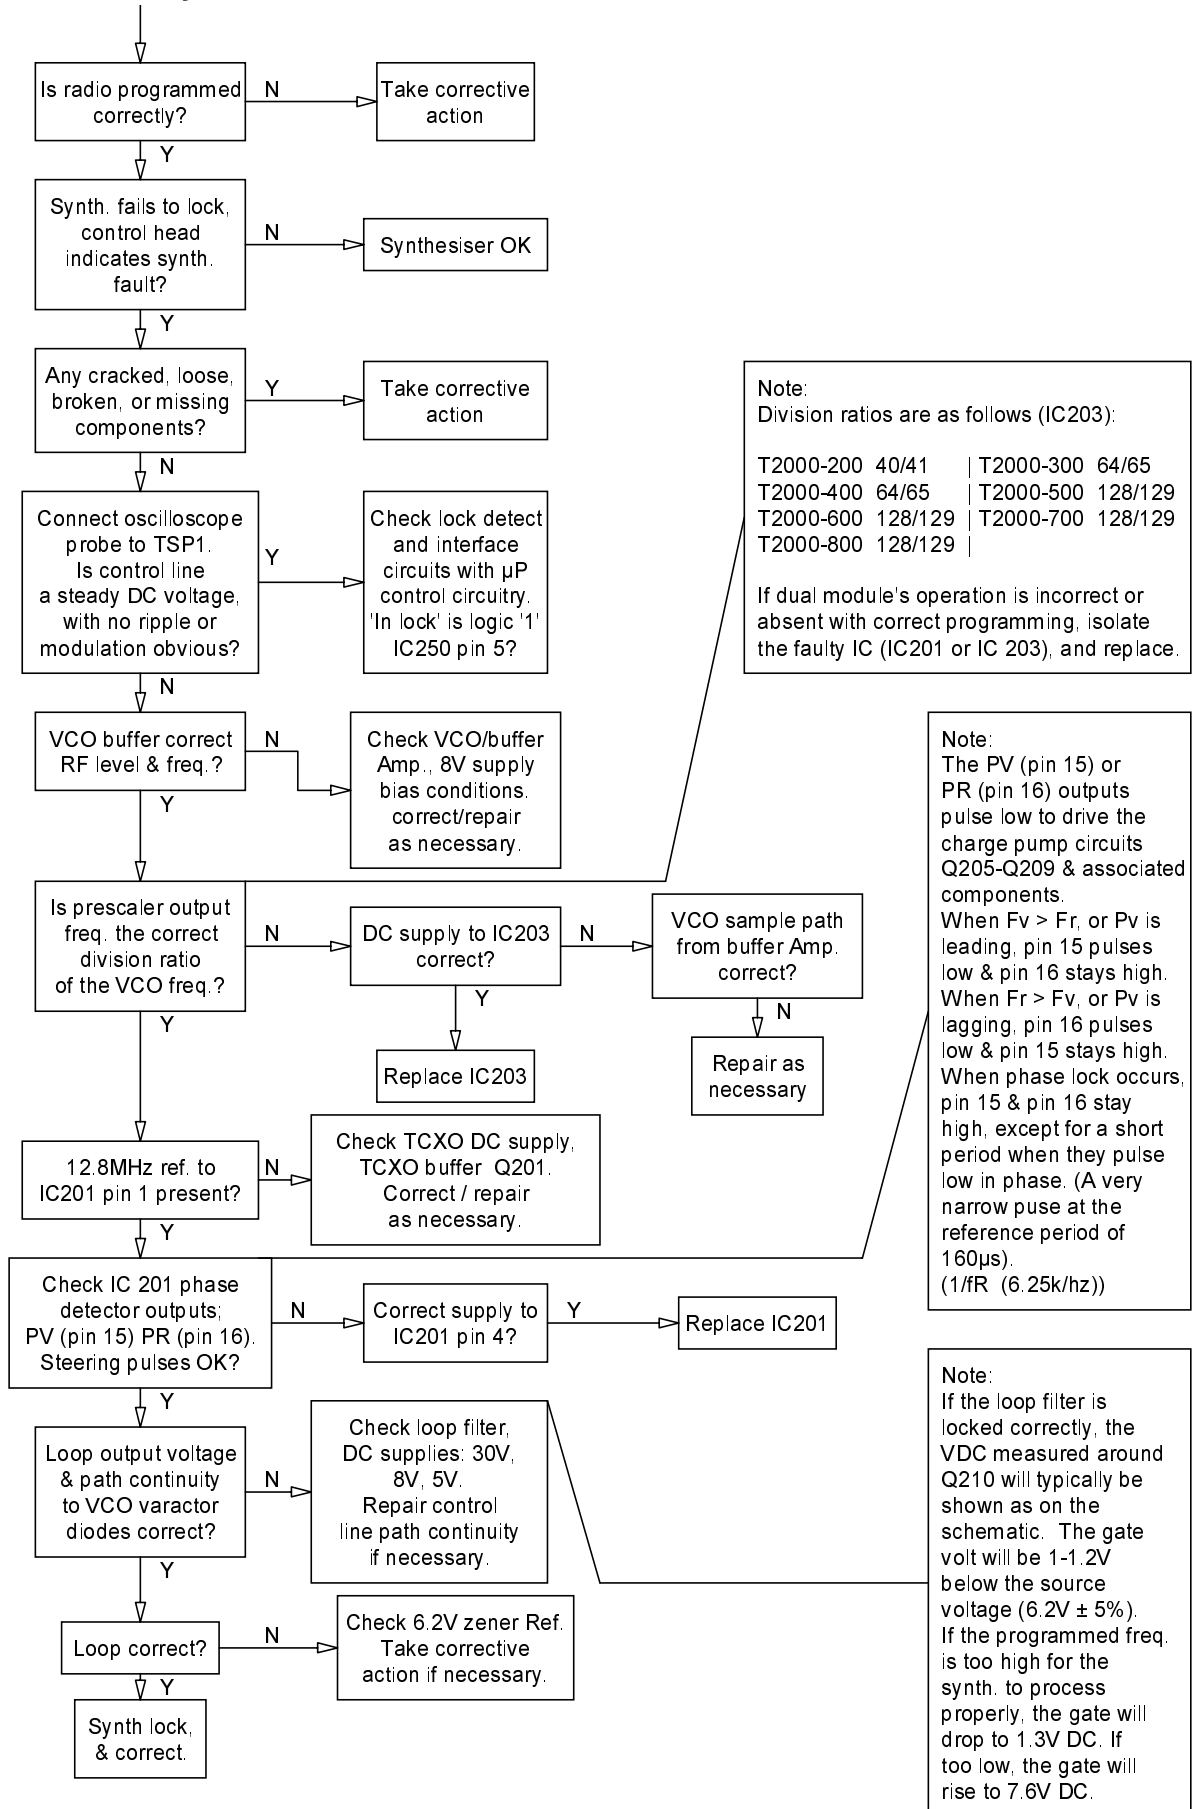 Is radio programmed
correctly?
N
Take corrective
action
Y
Synth. fails to lock,
control head
indicates synth.
fault?
N
Synthesiser OK
Y
Any cracked, loose,
broken, or missing
components?
Y
Take corrective
action
N
Connect oscilloscope
probe to TSP1.
Is control line
a steady DC voltage,
with no ripple or
modulation obvious?
Y
Check lock detect
and interface
circuits with µP
control circuitry.
'In lock' is logic '1'
IC250 pin 5?
N
VCO buffer correct
RF level & freq.?
N
Check VCO/buffer
Amp., 8V supply
bias conditions.
correct/repair
as necessary.
Y
Is prescaler output
freq. the correct
division ratio
of the VCO freq.?
N
DC supply to IC203
correct?
N
VCO sample path
from buffer Amp.
correct?
Y
Replace IC203
N
Repair as
necessary
Y
12.8MHz ref. to
IC201 pin 1 present?
N
Check TCXO DC supply,
TCXO buffer Q201.
Correct / repair
as necessary.
Y
Check IC 201 phase
detector outputs;
PV (pin 15) PR (pin 16).
Steering pulses OK?
N
Correct supply to
IC201 pin 4?
Y
Replace IC201
Y
Loop output voltage
& path continuity
to VCO varactor
diodes correct?
N
Check loop filter,
DC supplies: 30V,
8V, 5V.
Repair control
line path continuity
if necessary.
Y
Loop correct?
N
Check 6.2V zener Ref.
Take corrective
action if necessary.
Y
Synth lock,
& correct.
Note:
Division ratios are as follows (IC203):
T2000-200 40/41 | T2000-300 64/65
T2000-400 64/65 | T2000-500 128/129
T2000-600 128/129 | T2000-700 128/129
T2000-800 128/129 |
If dual module's operation is incorrect or
absent with correct programming, isolate
the faulty IC (IC201 or IC 203), and replace.
Note:
The PV (pin 15) or
PR (pin 16) outputs
pulse low to drive the
charge pump circuits
Q205-Q209 & associated
components.
When Fv > Fr, or Pv is
leading, pin 15 pulses
low & pin 16 stays high.
When Fr > Fv, or Pv is
lagging, pin 16 pulses
low & pin 15 stays high.
When phase lock occurs,
pin 15 & pin 16 stay
high, except for a short
period when they pulse
low in phase. (A very
narrow puse at the
reference period of
160µs).
(1/fR (6.25k/hz))
Note:
If the loop filter is
locked correctly, the
VDC measured around
Q210 will typically be
shown as on the
schematic. The gate
volt will be 1-1.2V
below the source
voltage (6.2V ± 5%).
If the programmed freq.
is too high for the
synth. to process
properly, the gate will
drop to 1.3V DC. If
too low, the gate will
rise to 7.6V DC.